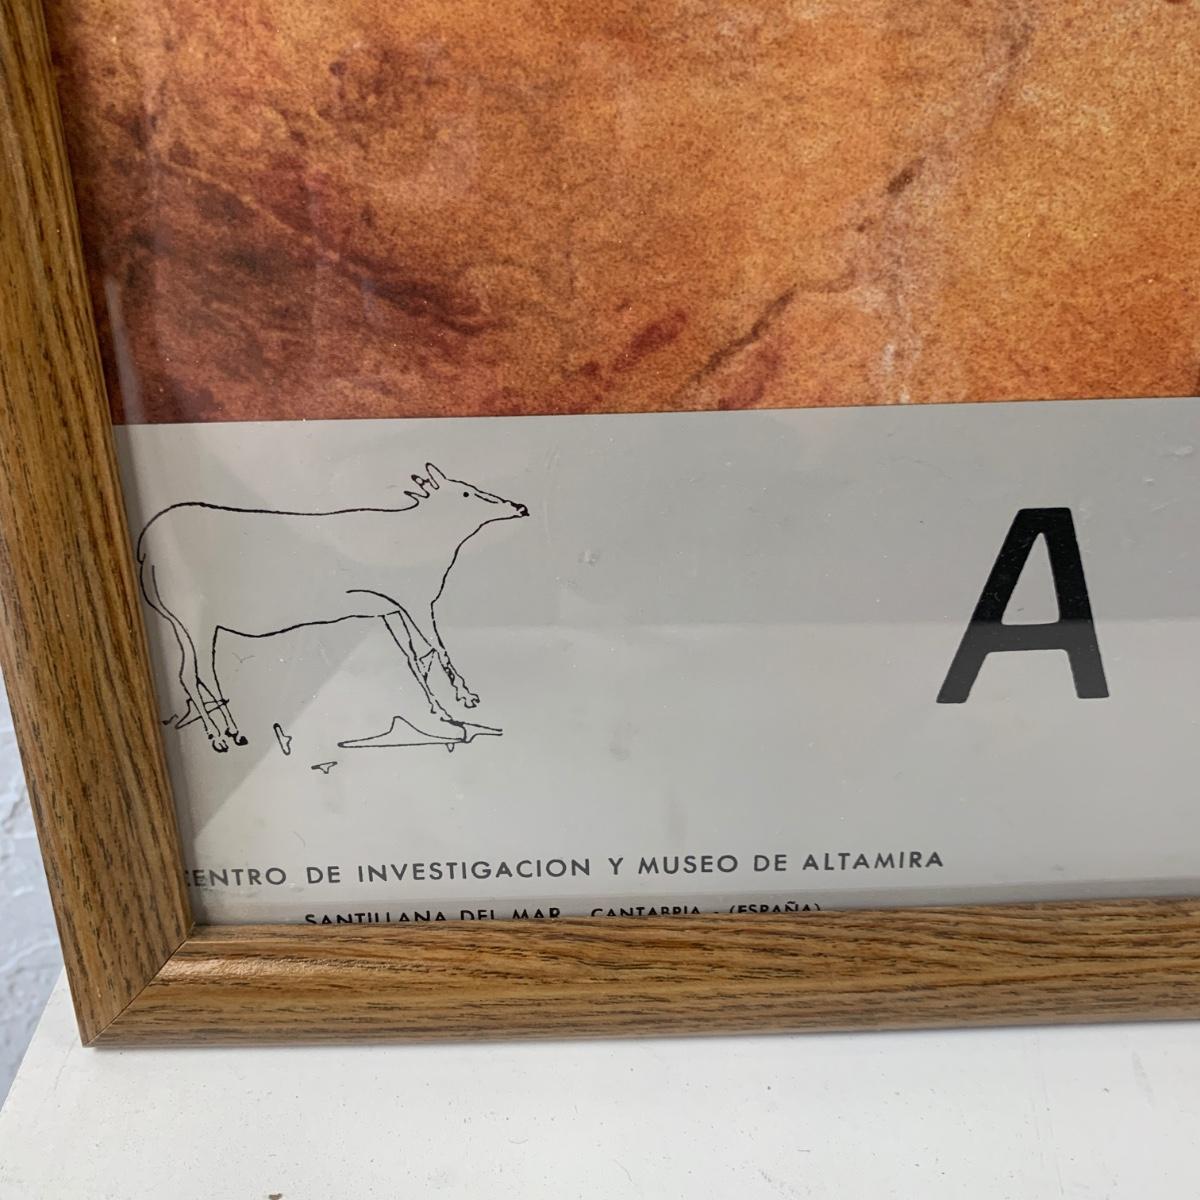 A
CENTRO DE INVESTIGACION Y MUSEO DE ALTAMIRA
SANTILLANA DEL MAR - CANTABRIA - (ESPAÑA)